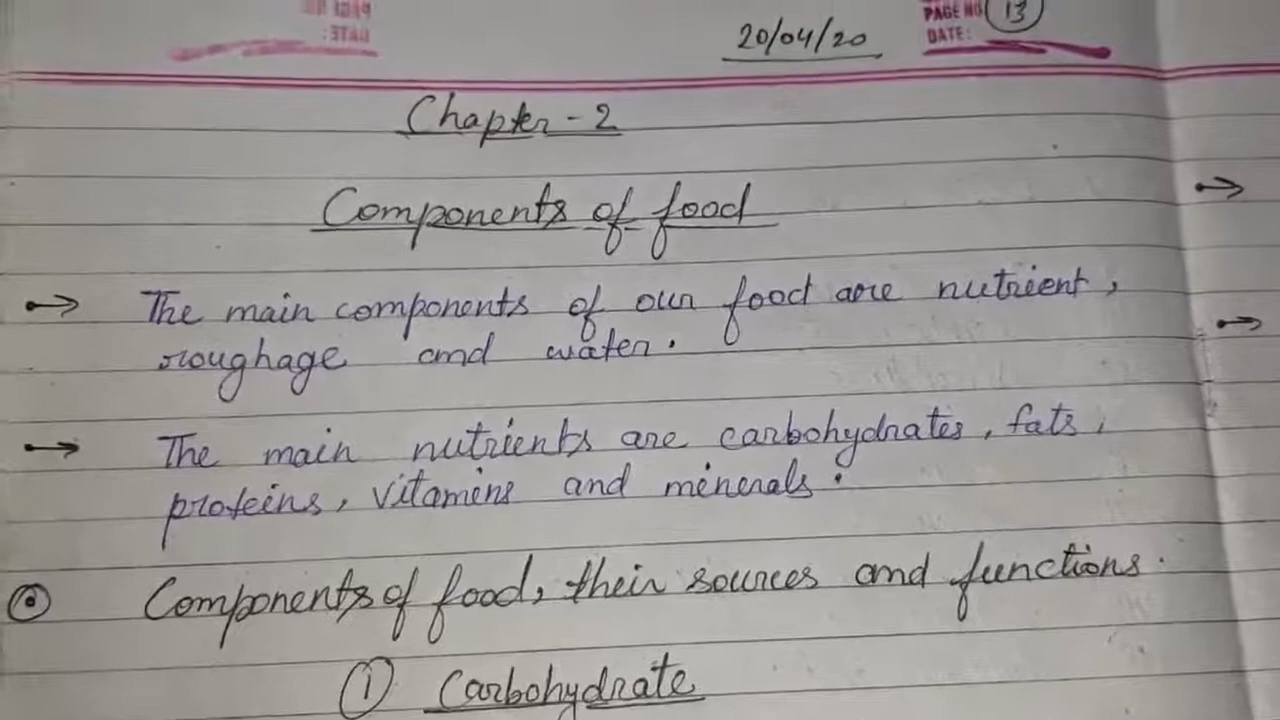 PAGE NO 13
20/04/20 DATE:
Chapter - 2
Components of food
→ The main components of our food are nutrient,
roughage and water.
→ The main nutrients are carbohydrates, fats,
proteins, vitamins and minerals.
Components of food, their sources and functions.
① Carbohydrate